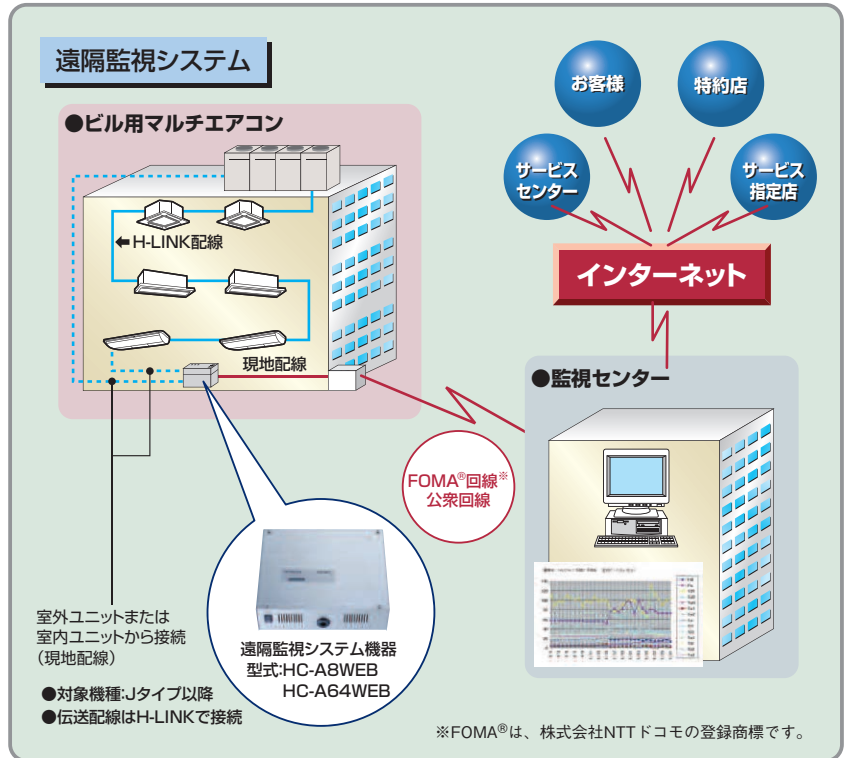 遠隔監視システム
●ビル用マルチエアコン
H-LINK配線
現地配線
お客様
特約店
サービス
センター
サービス
指定店
インターネット
●監視センター
FOMA®回線※
公衆回線
室外ユニットまたは
室内ユニットから接続
（現地配線）
遠隔監視システム機器
型式:HC-A8WEB
HC-A64WEB
●対象機種:Jタイプ以降
●伝送配線はH-LINKで接続
※FOMA®は、株式会社NTTドコモの登録商標です。